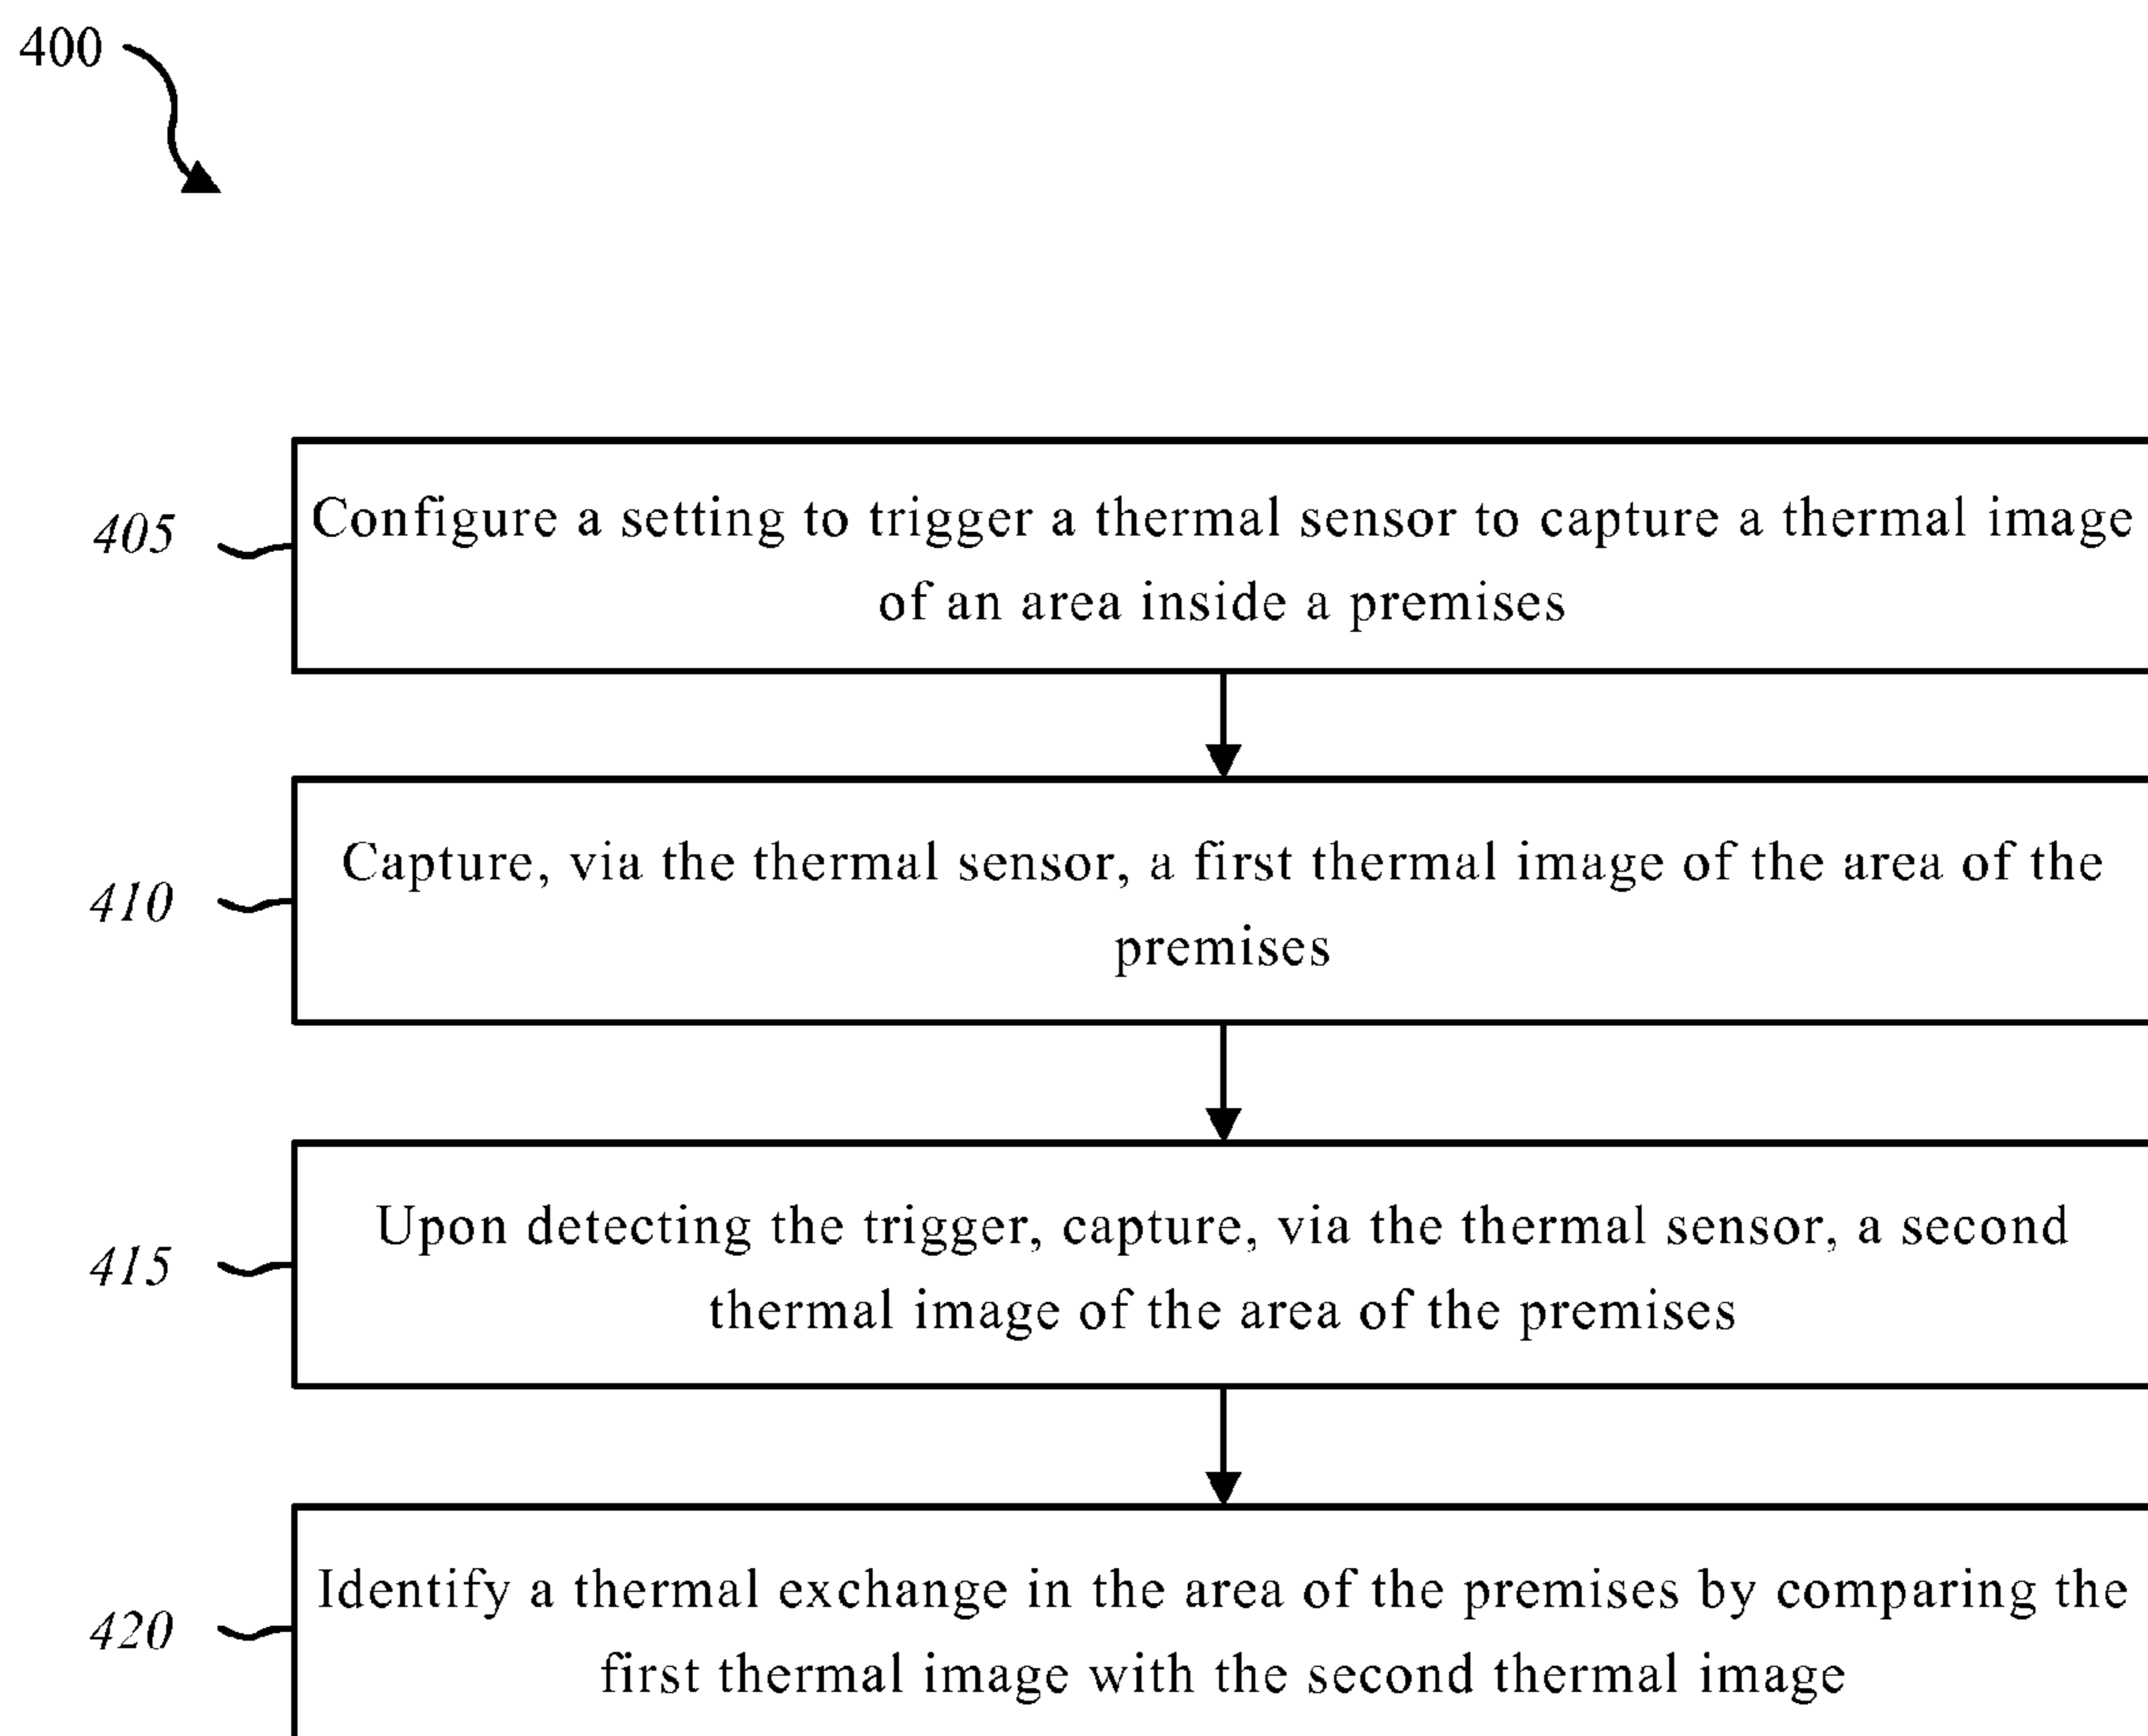 400
405
Configure a setting to trigger a thermal sensor to capture a thermal image
of an area inside a premises
410
Capture, via the thermal sensor, a first thermal image of the area of the
premises
415
Upon detecting the trigger, capture, via the thermal sensor, a second
thermal image of the area of the premises
420
Identify a thermal exchange in the area of the premises by comparing the
first thermal image with the second thermal image